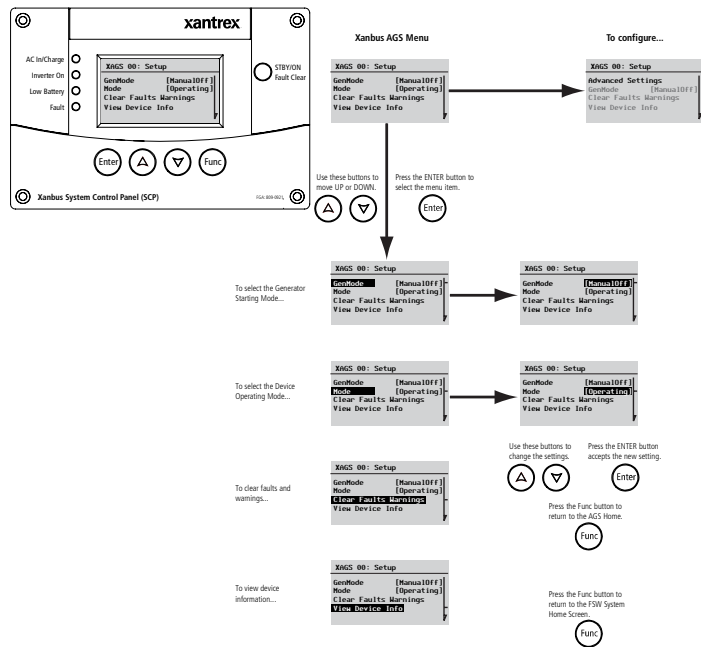 xantrex
AC In/Charge
Inverter On
Low Battery
Fault
XAGS 00: Setup
GenMode [ManualOff]
Mode [Operating]
Clear Faults Warnings
View Device Info
STBY/ON
Fault Clear
Enter
Func
Xanbus System Control Panel (SCP)
FGA: 809-0921
Xanbus AGS Menu
XAGS 00: Setup
GenMode [ManualOff]
Mode [Operating]
Clear Faults Warnings
View Device Info
To configure...
XAGS 00: Setup
Advanced Settings
GenMode [ManualOff]
Clear Faults Warnings
View Device Info
Use these buttons to
move UP or DOWN.
Press the ENTER button to
select the menu item.
Enter
To select the Generator
Starting Mode...
XAGS 00: Setup
GenMode [ManualOff]
Mode [Operating]
Clear Faults Warnings
View Device Info
XAGS 00: Setup
GenMode [ManualOff]
Mode [Operating]
Clear Faults Warnings
View Device Info
To select the Device
Operating Mode...
XAGS 00: Setup
GenMode [ManualOff]
Mode [Operating]
Clear Faults Warnings
View Device Info
XAGS 00: Setup
GenMode [ManualOff]
Mode [Operating]
Clear Faults Warnings
View Device Info
Use these buttons to
change the settings.
Press the ENTER button
accepts the new setting.
Enter
To clear faults and
warnings...
XAGS 00: Setup
GenMode [ManualOff]
Mode [Operating]
Clear Faults Warnings
View Device Info
Press the Func button to
return to the AGS Home.
Func
To view device
information...
XAGS 00: Setup
GenMode [ManualOff]
Mode [Operating]
Clear Faults Warnings
View Device Info
Press the Func button to
return to the FSW System
Home Screen.
Func